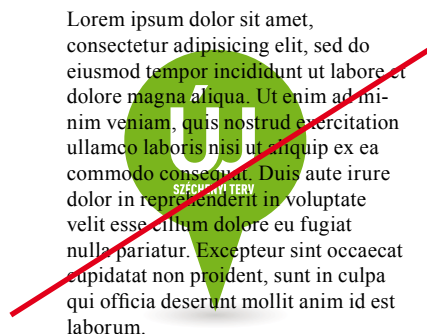 Lorem ipsum dolor sit amet,
consectetur adipisicing elit, sed do
eiusmod tempor incididunt ut labore et
dolore magna aliqua. Ut enim ad mi-
nim veniam, quis nostrud exercitation
ullamco laboris nisi ut aliquip ex ea
commodo consequat. Duis aute irure
dolor in reprehenderit in voluptate
velit esse cillum dolore eu fugiat
nulla pariatur. Excepteur sint occaecat
cupidatat non proident, sunt in culpa
qui officia deserunt mollit anim id est
laborum.
ÚJ
SZÉCHENYI TERV